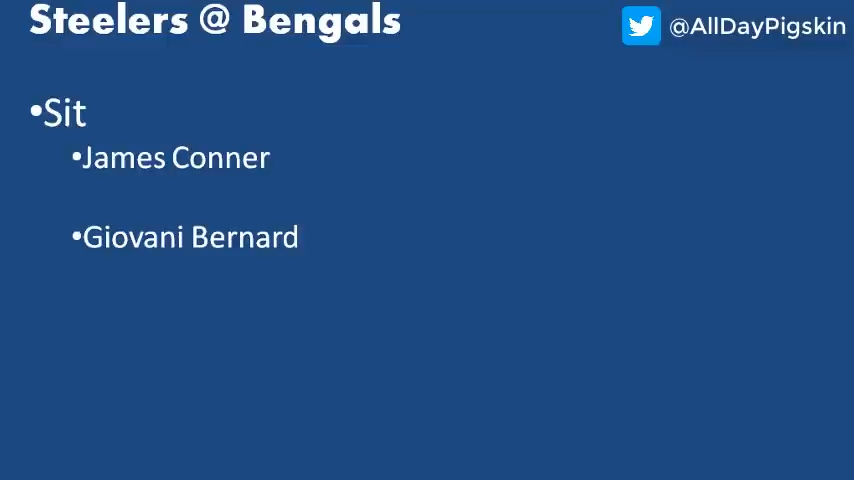 Steelers @ Bengals
@AllDayPigskin
•Sit
•James Conner
•Giovani Bernard